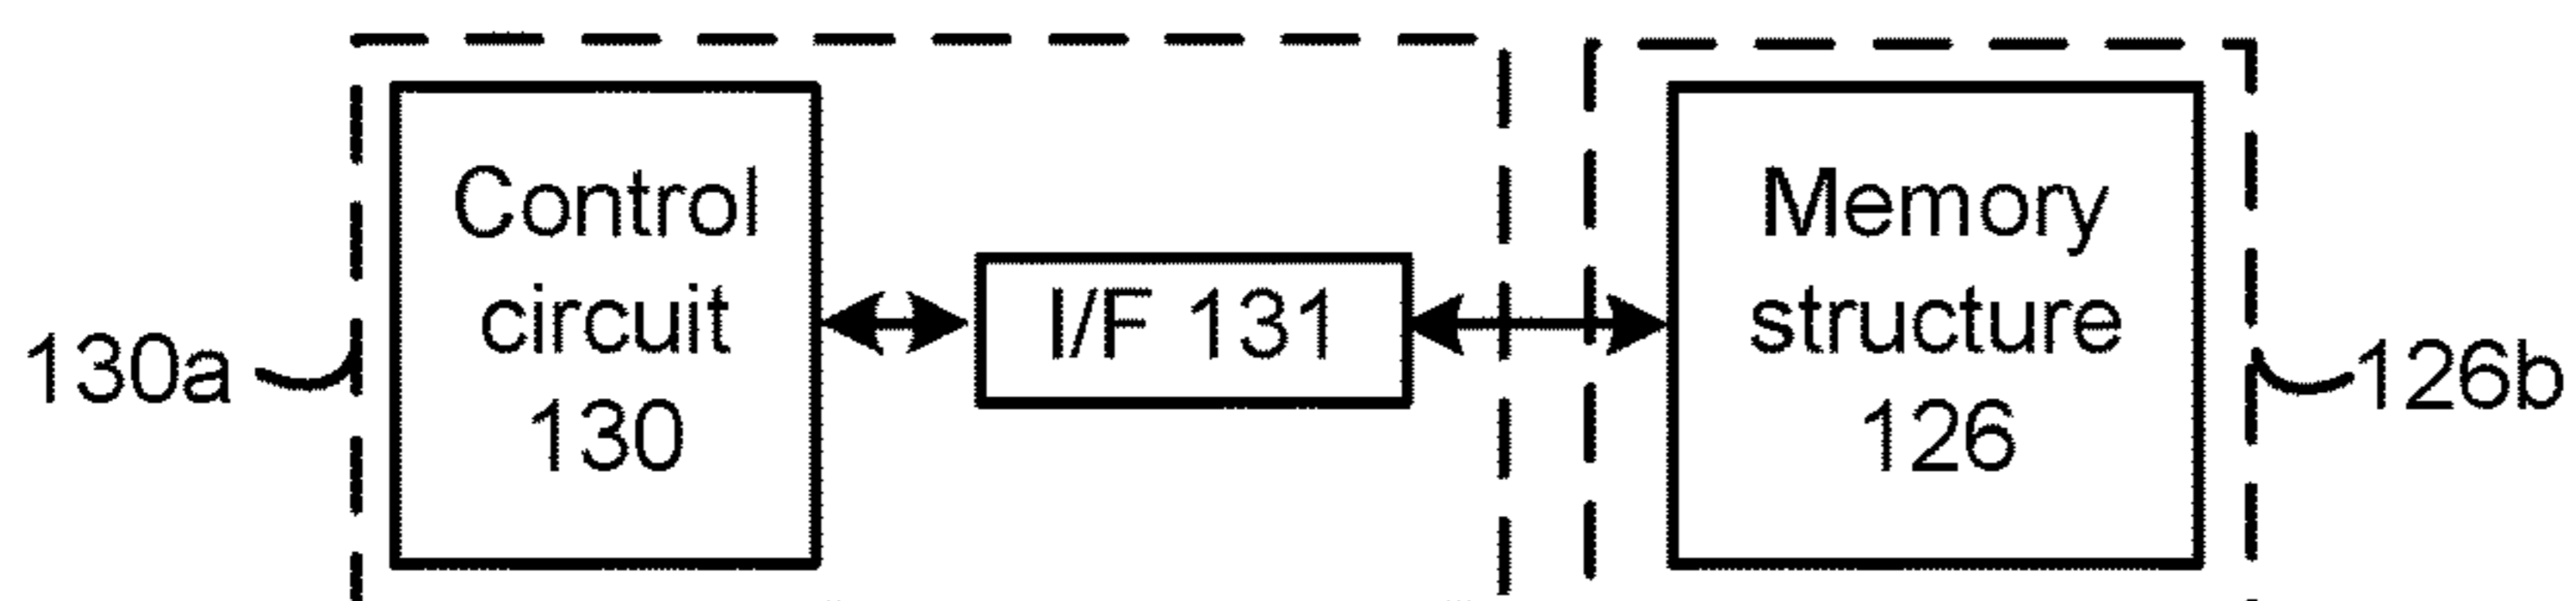 Control
circuit
130
I/F 131
Memory
structure
126
130a
126b